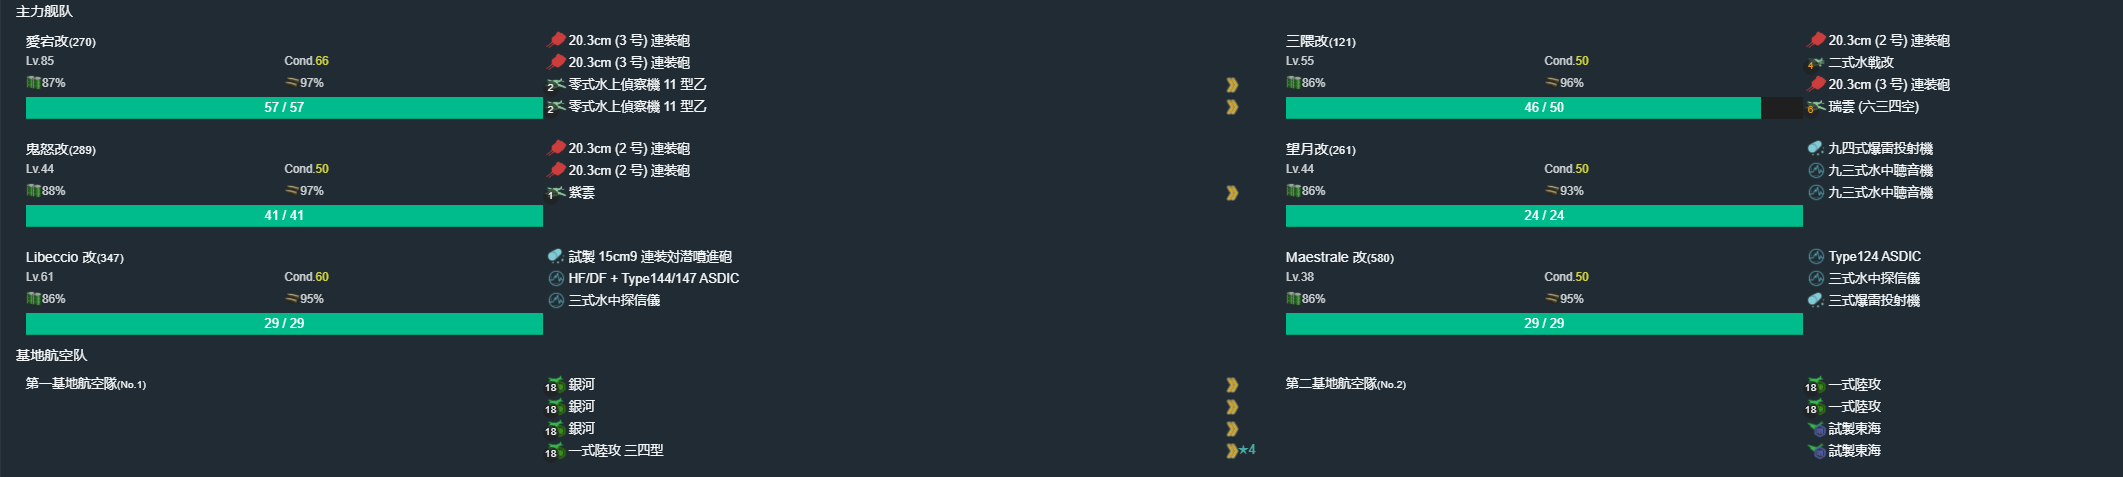 主力舰队
愛宕改(270)
Lv.85 Cond.66
87% 97%
57 / 57
20.3cm (3 号) 連装砲
20.3cm (3 号) 連装砲
2 零式水上偵察機 11 型乙
2 零式水上偵察機 11 型乙
三隈改(121)
Lv.55 Cond.50
86% 96%
46 / 50
20.3cm (2 号) 連装砲
4 二式水戦改
20.3cm (3 号) 連装砲
6 瑞雲 (六三四空)
鬼怒改(289)
Lv.44 Cond.50
88% 97%
41 / 41
20.3cm (2 号) 連装砲
20.3cm (2 号) 連装砲
1 紫雲
望月改(261)
Lv.44 Cond.50
86% 93%
24 / 24
九四式爆雷投射機
九三式水中聴音機
九三式水中聴音機
Libeccio 改(347)
Lv.61 Cond.60
86% 95%
29 / 29
試製 15cm9 連装対潜噴進砲
HF/DF + Type144/147 ASDIC
三式水中探信儀
Maestrale 改(580)
Lv.38 Cond.50
86% 95%
29 / 29
Type124 ASDIC
三式水中探信儀
三式爆雷投射機
基地航空队
第一基地航空隊(No.1)
18 銀河
18 銀河
18 銀河
18 一式陸攻 三四型 ★4
第二基地航空隊(No.2)
18 一式陸攻
18 一式陸攻
試製東海
試製東海